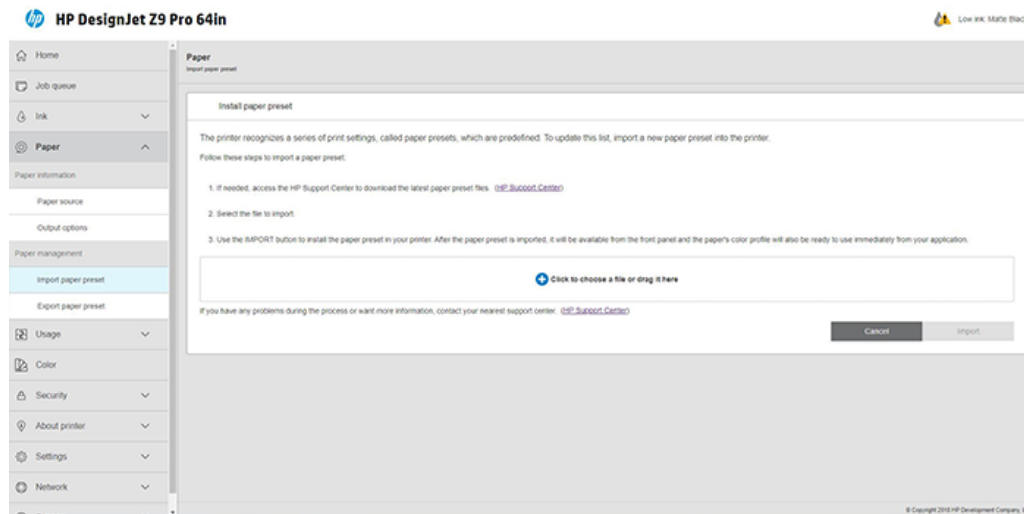 HP DesignJet Z9 Pro 64in
Low ink: Matte Blac
Home
Job queue
Ink
Paper
Paper information
Paper source
Output options
Paper management
Import paper preset
Export paper preset
Usage
Color
Security
About printer
Settings
Network
Paper
Import paper preset
Install paper preset
The printer recognizes a series of print settings, called paper presets, which are predefined. To update this list, import a new paper preset into the printer.
Follow these steps to import a paper preset:
1. If needed, access the HP Support Center to download the latest paper preset files. (HP Support Center)
2. Select the file to import.
3. Use the IMPORT button to install the paper preset in your printer. After the paper preset is imported, it will be available from the front panel and the paper's color profile will also be ready to use immediately from your application.
Click to choose a file or drag it here
If you have any problems during the process or want more information, contact your nearest support center. (HP Support Center)
Cancel
Import
© Copyright 2018 HP Development Company, L